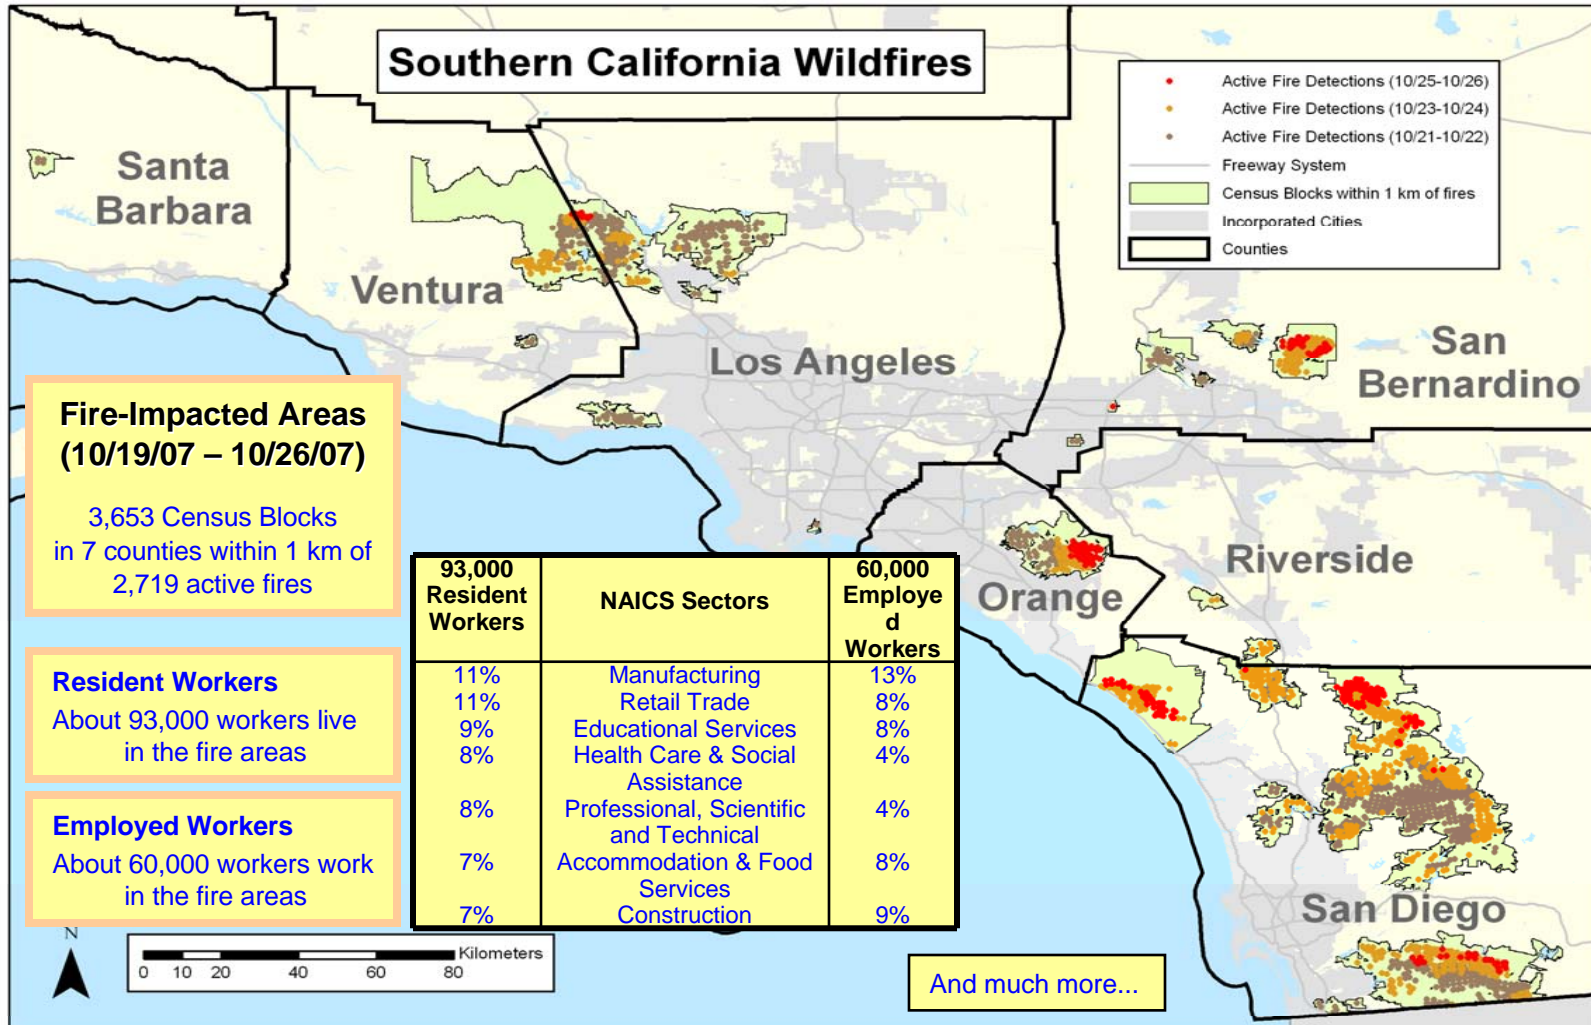 Southern California Wildfires
Active Fire Detections (10/25-10/26)
Active Fire Detections (10/23-10/24)
Active Fire Detections (10/21-10/22)
Freeway System
Census Blocks within 1 km of fires
Incorporated Cities
Counties
Santa
Barbara
Ventura
Los Angeles
San
Bernardino
Orange
Riverside
San Diego
Fire-Impacted Areas
(10/19/07 – 10/26/07)
3,653 Census Blocks
in 7 counties within 1 km of
2,719 active fires
Resident Workers
About 93,000 workers live
in the fire areas
Employed Workers
About 60,000 workers work
in the fire areas
93,000
Resident
Workers
NAICS Sectors
60,000
Employe
d
Workers
11% Manufacturing 13%
11% Retail Trade 8%
9% Educational Services 8%
8% Health Care & Social 4%
Assistance
8% Professional, Scientific 4%
and Technical
7% Accommodation & Food 8%
Services
7% Construction 9%
N
Kilometers
0 10 20 40 60 80
And much more...